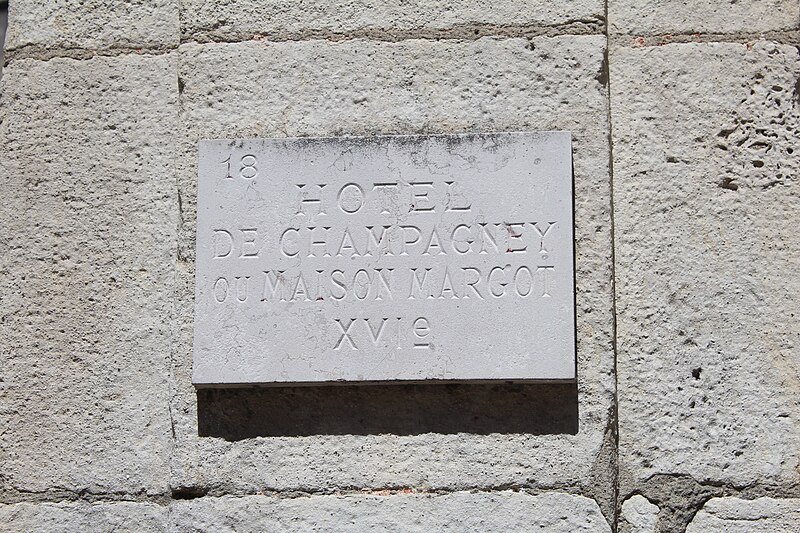 18
HOTEL
DE CHAMPAGNEY
OU MAISON MARGOT
XVIe